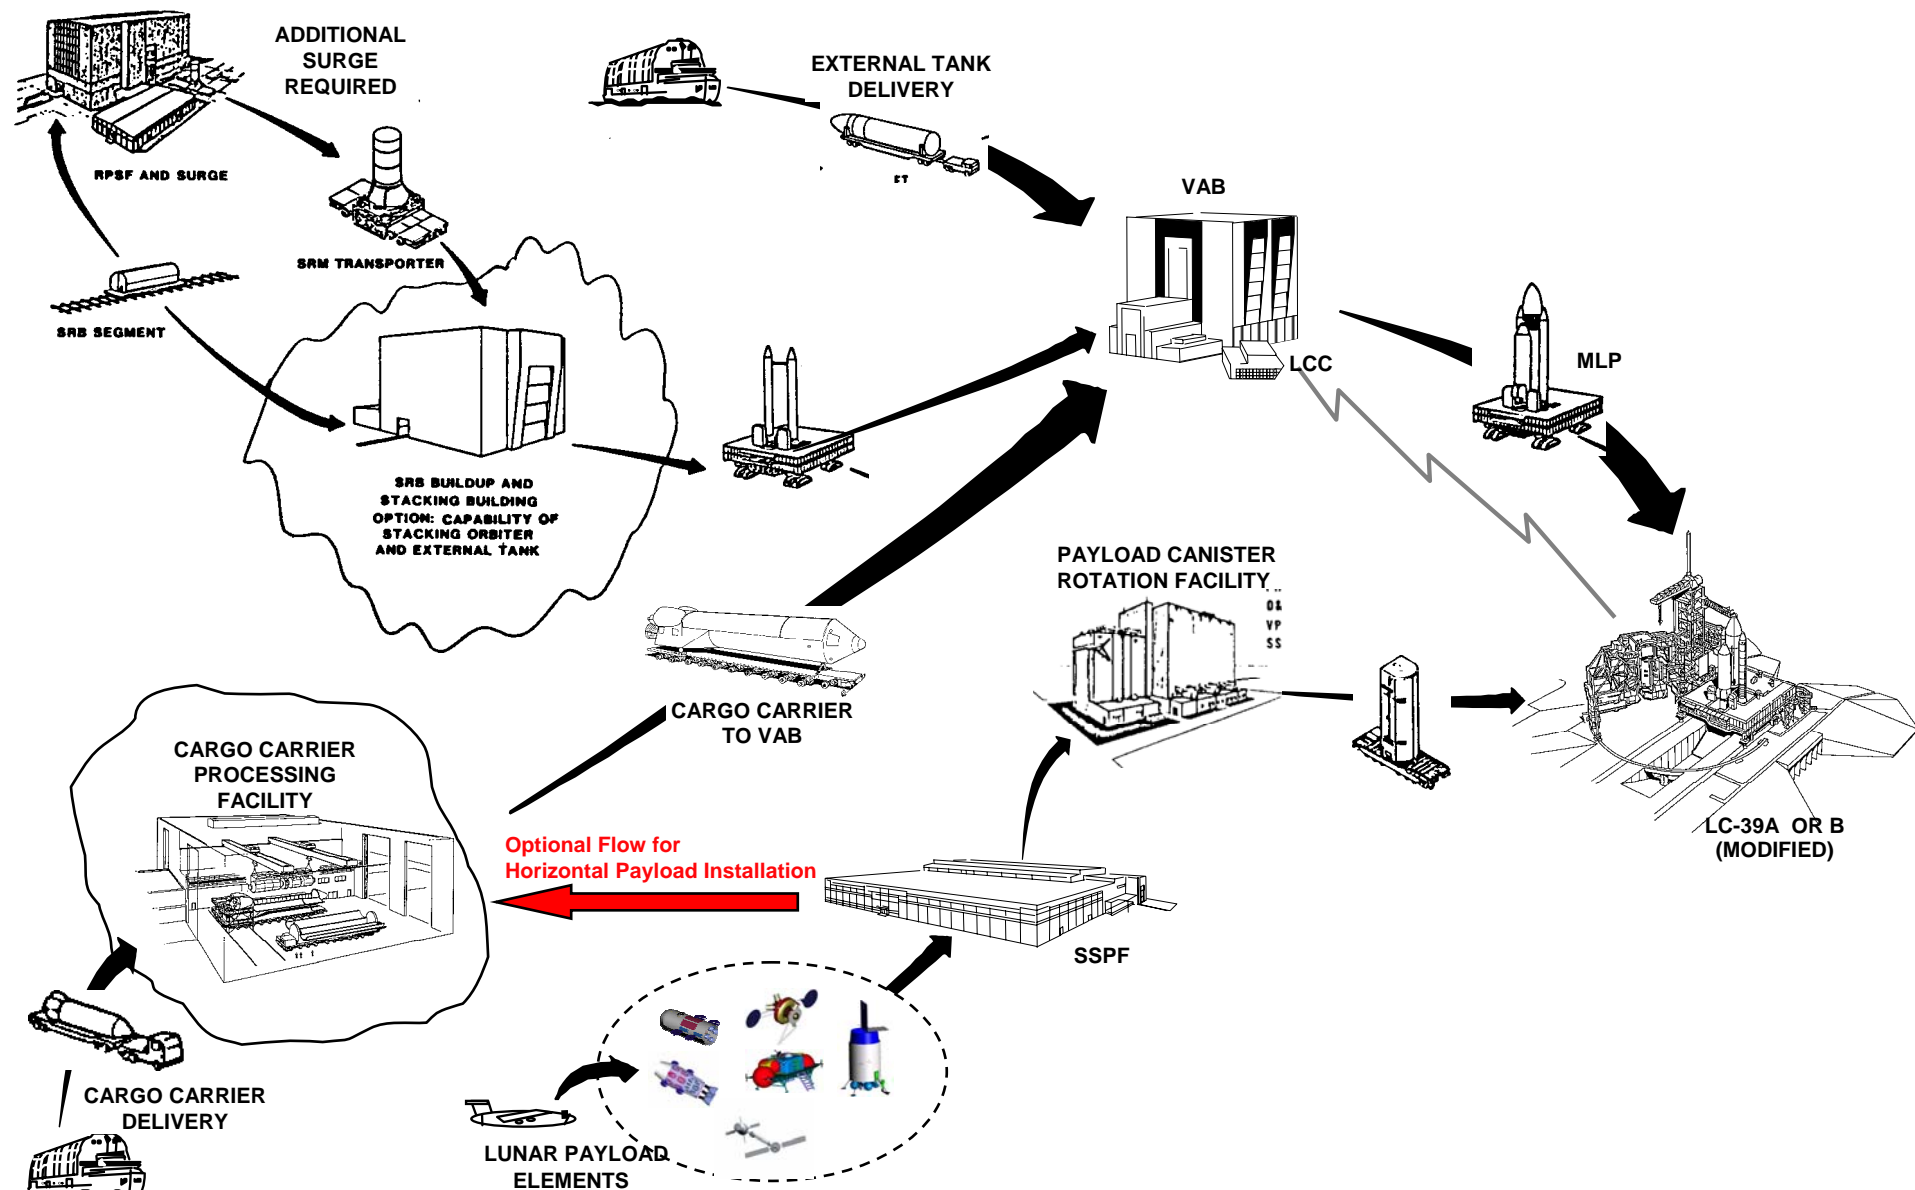 ADDITIONAL
SURGE
REQUIRED
RPSF AND SURGE
SRM TRANSPORTER
SRB SEGMENT
SRB BUILDUP AND
STACKING BUILDING
OPTION: CAPABILITY OF
STACKING ORBITER
AND EXTERNAL TANK
EXTERNAL TANK
DELIVERY
ET
VAB
LCC
MLP
PAYLOAD CANISTER
ROTATION FACILITY
O&
VP
SS
CARGO CARRIER
TO VAB
CARGO CARRIER
PROCESSING
FACILITY
Optional Flow for
Horizontal Payload Installation
SSPF
LC-39A OR B
(MODIFIED)
CARGO CARRIER
DELIVERY
LUNAR PAYLOAD
ELEMENTS